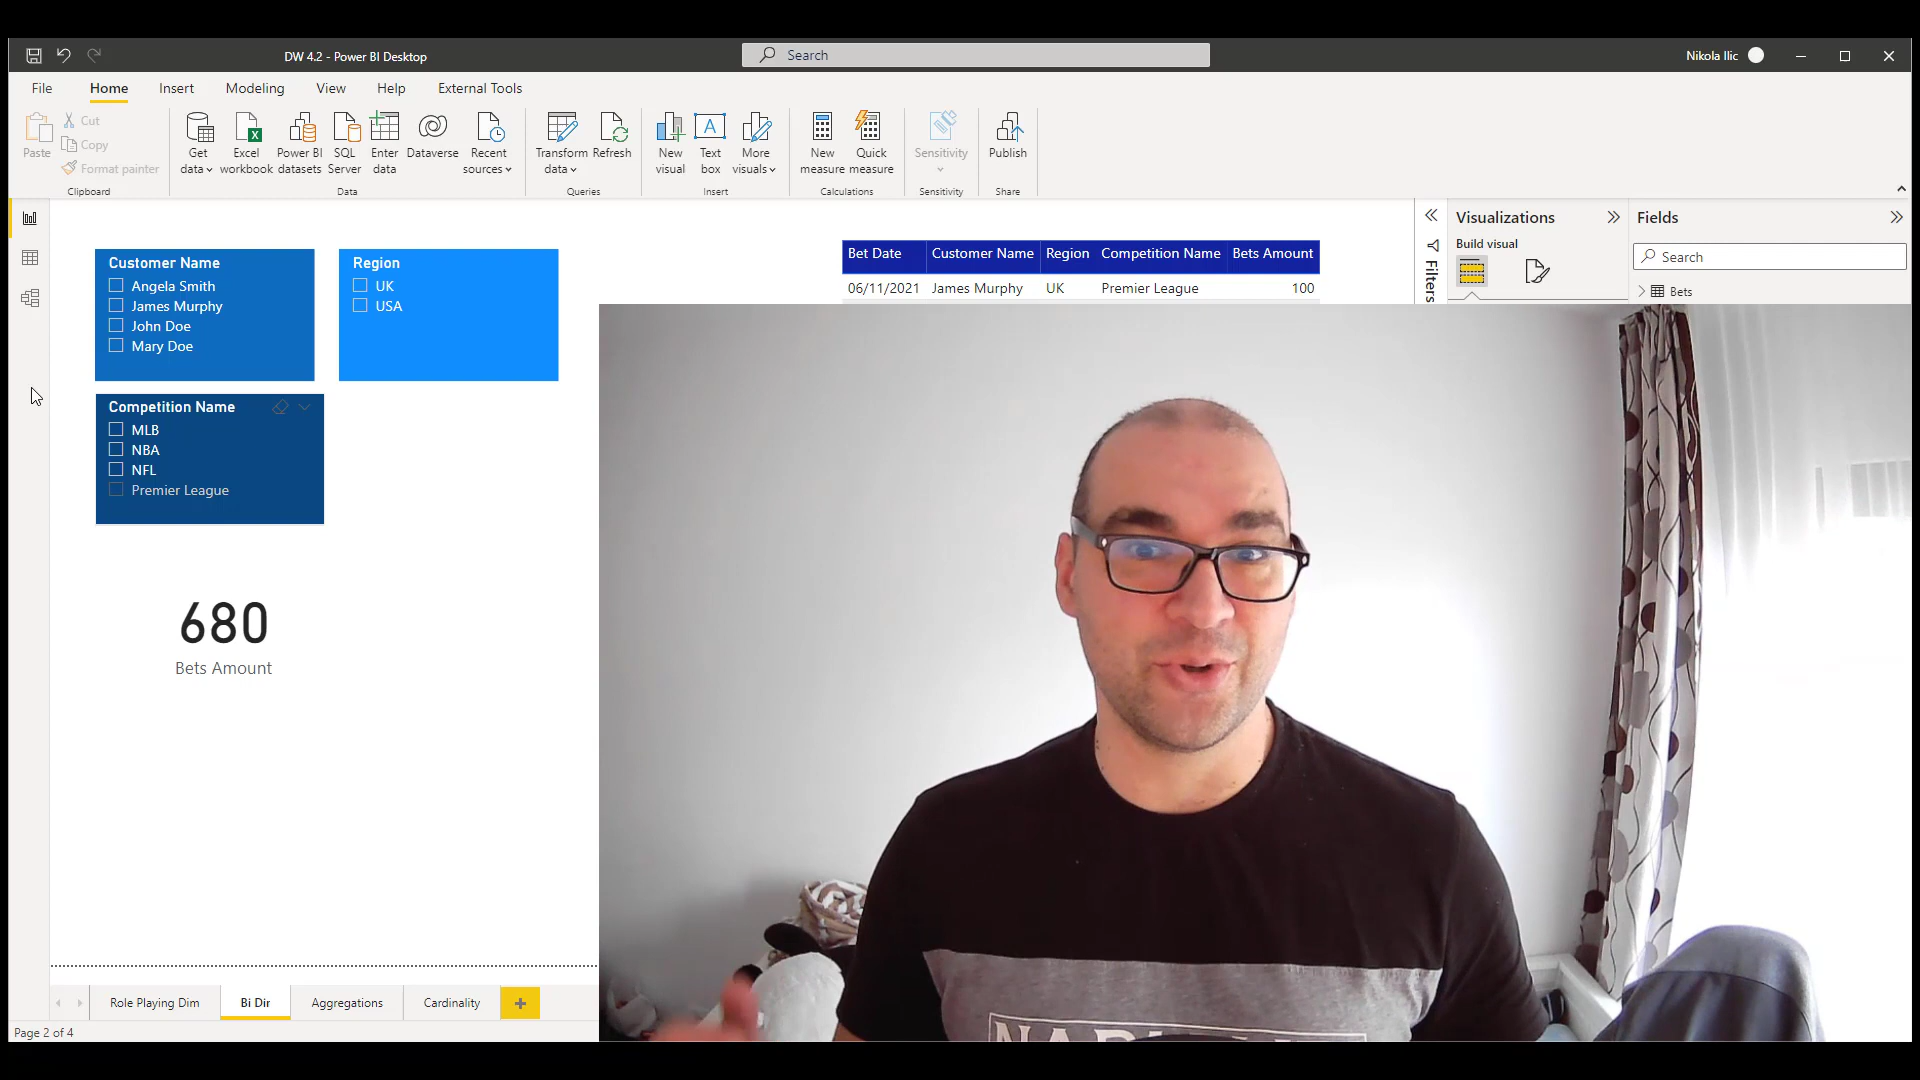 DW 4.2 - Power BI Desktop
Search
Nikola Ilic
File Home Insert Modeling View Help External Tools
Paste
Cut
Copy
Format painter
Clipboard
Get data
Excel workbook
Power BI datasets
SQL Server
Enter data
Dataverse
Recent sources
Data
Transform data
Refresh
Queries
New visual
Text box
More visuals
Insert
New measure
Quick measure
Calculations
Sensitivity
Sensitivity
Publish
Share
Customer Name
Angela Smith
James Murphy
John Doe
Mary Doe
Region
UK
USA
Competition Name
MLB
NBA
NFL
Premier League
680
Bets Amount
Bet Date Customer Name Region Competition Name Bets Amount
06/11/2021 James Murphy UK Premier League 100
Filters
Visualizations
Build visual
Fields
Search
Bets
Role Playing Dim Bi Dir Aggregations Cardinality
Page 2 of 4